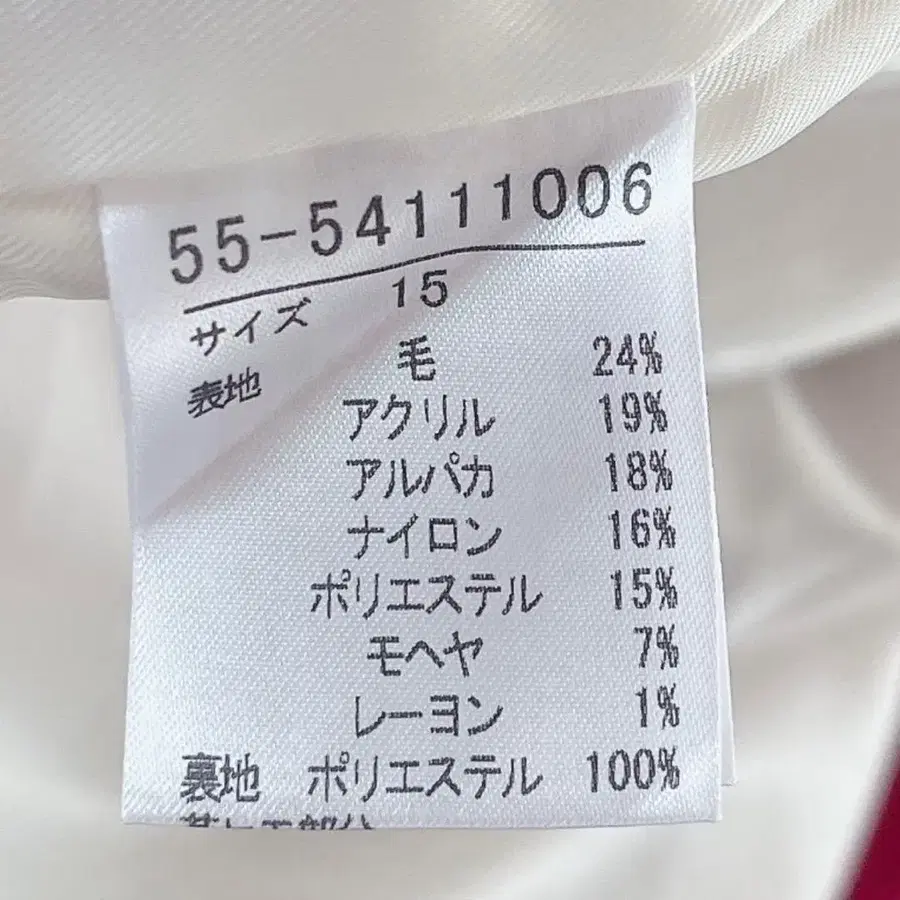 55-54111006
サイズ 15
表地 毛 24%
アクリル 19%
アルパカ 18%
ナイロン 16%
ポリエステル 15%
モヘヤ 7%
レーヨン 1%
裏地 ポリエステル 100%